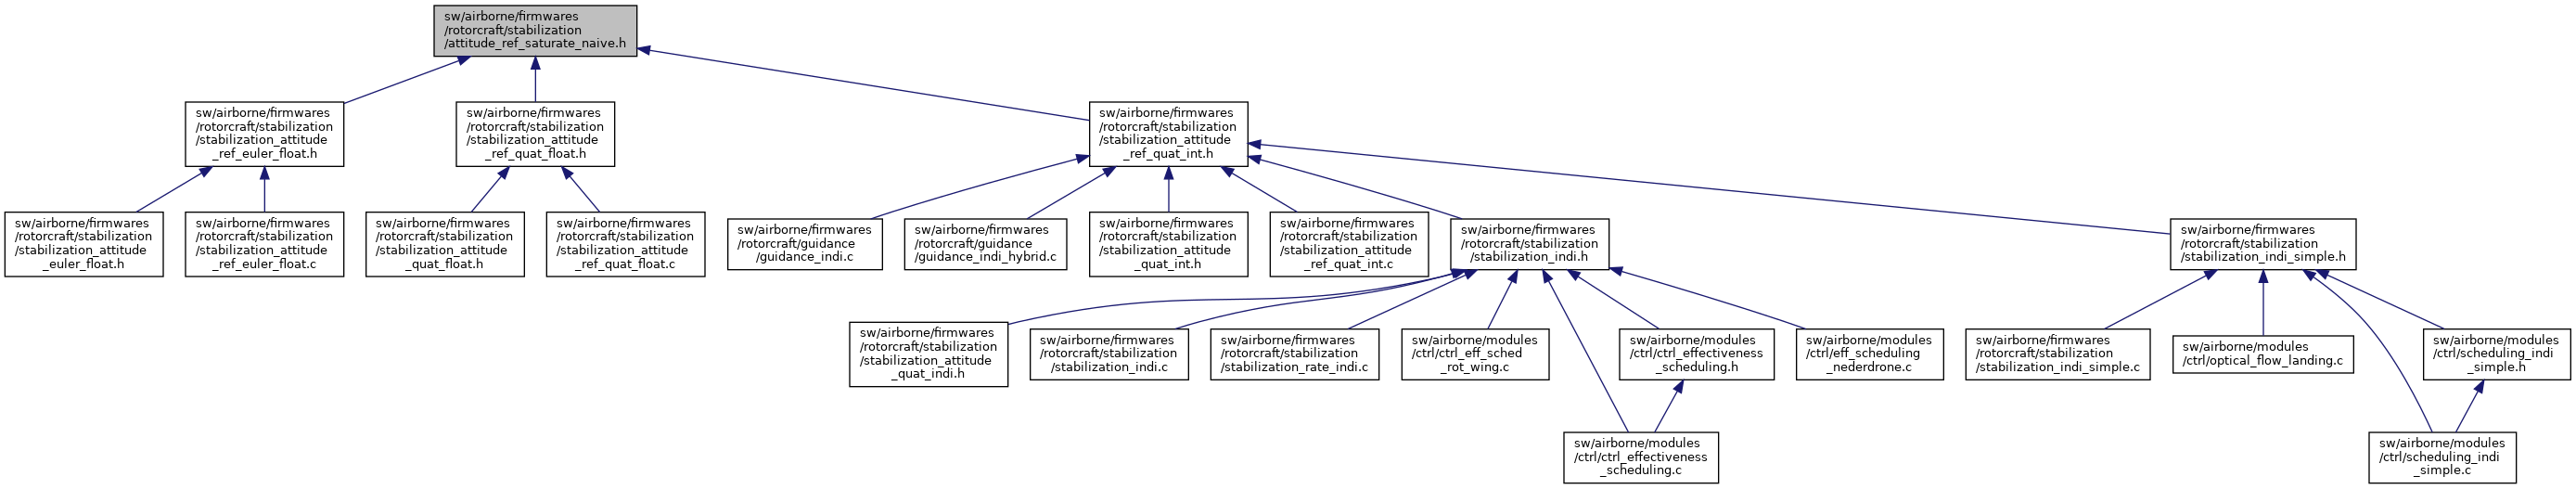 sw/airborne/firmwares
/rotorcraft/stabilization
/attitude_ref_saturate_naive.h
sw/airborne/firmwares
/rotorcraft/stabilization
/stabilization_attitude
_ref_euler_float.h
sw/airborne/firmwares
/rotorcraft/stabilization
/stabilization_attitude
_ref_quat_float.h
sw/airborne/firmwares
/rotorcraft/stabilization
/stabilization_attitude
_ref_quat_int.h
sw/airborne/firmwares
/rotorcraft/stabilization
/stabilization_attitude
_euler_float.h
sw/airborne/firmwares
/rotorcraft/stabilization
/stabilization_attitude
_ref_euler_float.c
sw/airborne/firmwares
/rotorcraft/stabilization
/stabilization_attitude
_quat_float.h
sw/airborne/firmwares
/rotorcraft/stabilization
/stabilization_attitude
_ref_quat_float.c
sw/airborne/firmwares
/rotorcraft/guidance
/guidance_indi.c
sw/airborne/firmwares
/rotorcraft/guidance
/guidance_indi_hybrid.c
sw/airborne/firmwares
/rotorcraft/stabilization
/stabilization_attitude
_quat_int.h
sw/airborne/firmwares
/rotorcraft/stabilization
/stabilization_attitude
_ref_quat_int.c
sw/airborne/firmwares
/rotorcraft/stabilization
/stabilization_indi.h
sw/airborne/firmwares
/rotorcraft/stabilization
/stabilization_indi_simple.h
sw/airborne/firmwares
/rotorcraft/stabilization
/stabilization_attitude
_quat_indi.h
sw/airborne/firmwares
/rotorcraft/stabilization
/stabilization_indi.c
sw/airborne/firmwares
/rotorcraft/stabilization
/stabilization_rate_indi.c
sw/airborne/modules
/ctrl/ctrl_eff_sched
_rot_wing.c
sw/airborne/modules
/ctrl/ctrl_effectiveness
_scheduling.h
sw/airborne/modules
/ctrl/eff_scheduling
_nederdrone.c
sw/airborne/firmwares
/rotorcraft/stabilization
/stabilization_indi_simple.c
sw/airborne/modules
/ctrl/optical_flow_landing.c
sw/airborne/modules
/ctrl/scheduling_indi
_simple.h
sw/airborne/modules
/ctrl/ctrl_effectiveness
_scheduling.c
sw/airborne/modules
/ctrl/scheduling_indi
_simple.c